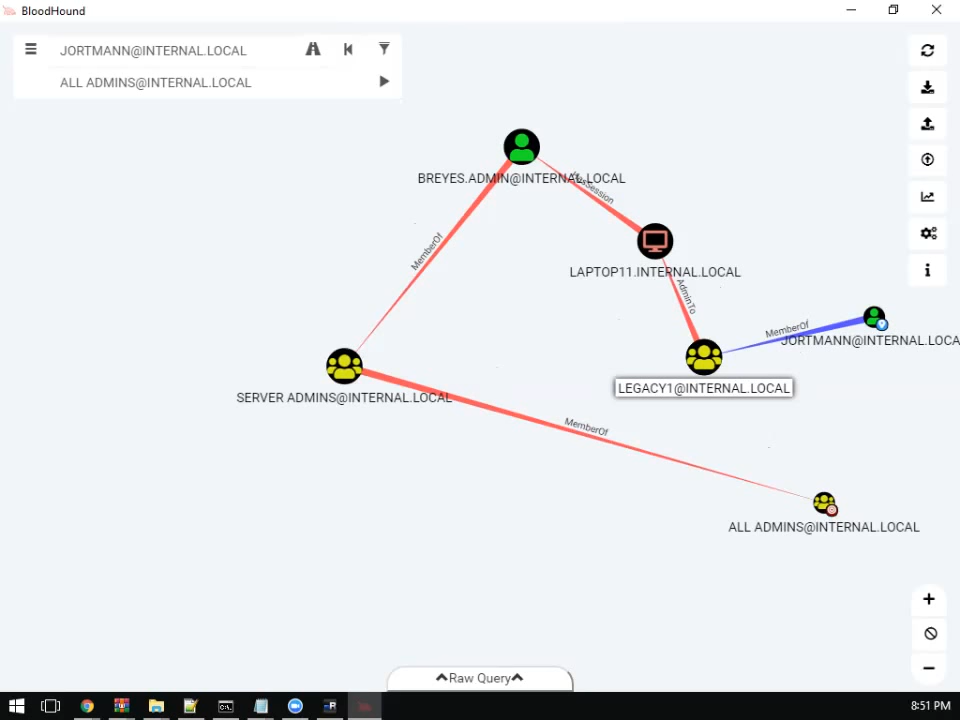 BloodHound
JORTMANN@INTERNAL.LOCAL
ALL ADMINS@INTERNAL.LOCAL
BREYES.ADMIN@INTERNAL.LOCAL
HasSession
MemberOf
LAPTOP11.INTERNAL.LOCAL
AdminTo
MemberOf
JORTMANN@INTERNAL.LOCA
LEGACY1@INTERNAL.LOCAL
SERVER ADMINS@INTERNAL.LOCAL
MemberOf
ALL ADMINS@INTERNAL.LOCAL
Raw Query
8:51 PM